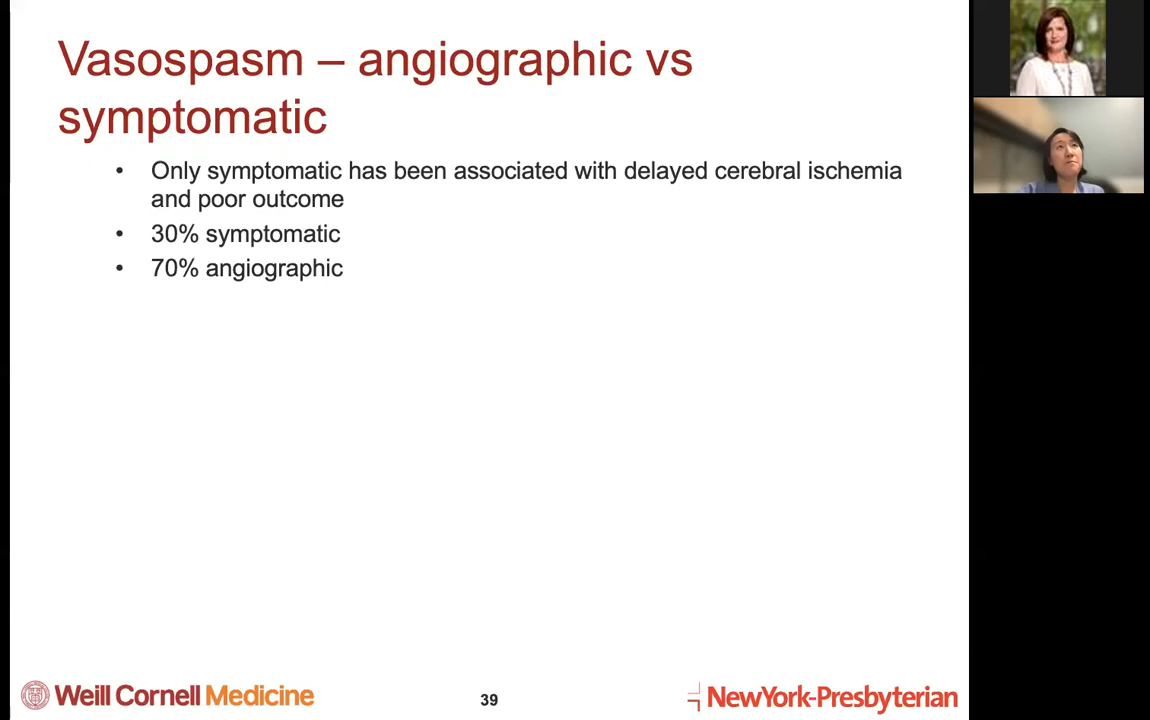 Vasospasm – angiographic vs
symptomatic
• Only symptomatic has been associated with delayed cerebral ischemia
and poor outcome
• 30% symptomatic
• 70% angiographic
Weill Cornell Medicine
39
NewYork-Presbyterian